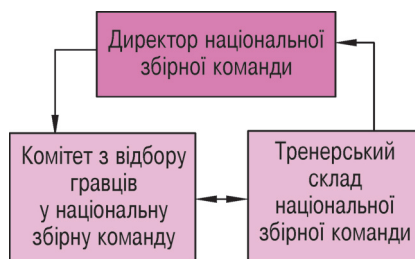 Директор національної
збірної команди
Комітет з відбору
гравців
у національну
збірну команду
Тренерський
склад
національної
збірної команди